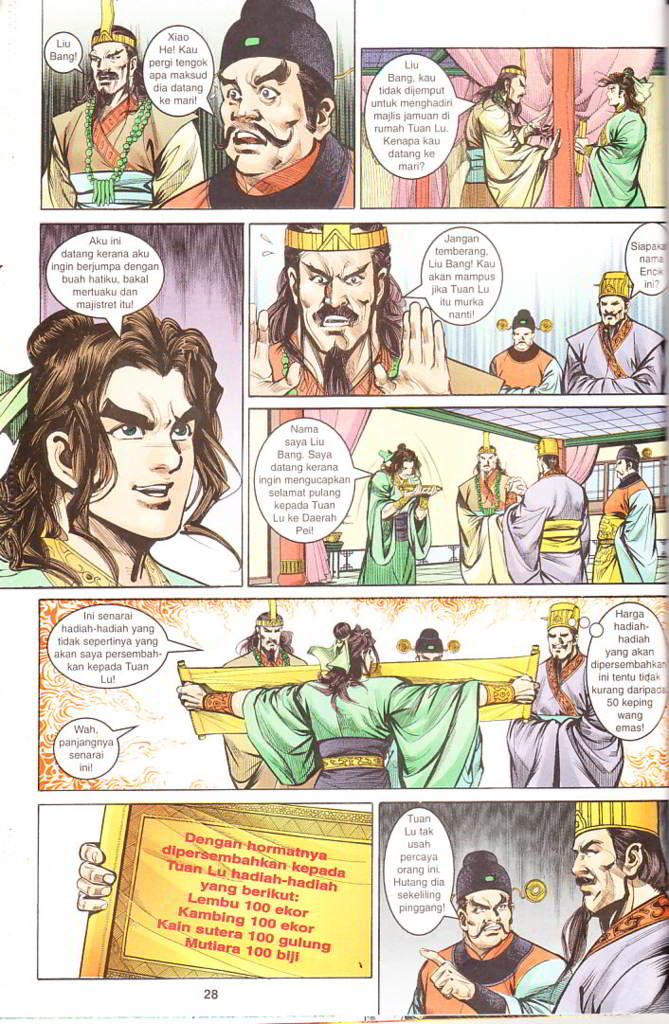 Liu
Bang!
Xiao
He! Kau
pergi tengok
apa maksud
dia datang
ke mari!
Liu
Bang, kau
tidak dijemput
untuk menghadiri
majlis jamuan di
rumah Tuan Lu.
Kenapa kau
datang ke
mari?
Aku ini
datang kerana aku
ingin berjumpa dengan
buah hatiku, bakal
mertuaku dan
majistret itu!
Jangan
temberang,
Liu Bang! Kau
akan mampus
jika Tuan Lu
itu murka
nanti!
Siapakah
nama
Encik
ini?
Nama
saya Liu
Bang. Saya
datang kerana
ingin mengucapkan
selamat pulang
kepada Tuan
Lu ke Daerah
Pei!
Ini senarai
hadiah-hadiah yang
tidak sepertinya yang
akan saya persembah-
kan kepada Tuan
Lu!
Wah,
panjangnya
senarai
ini!
Harga
hadiah-
hadiah
yang akan
dipersembahkan
ini tentu tidak
kurang daripada
50 keping
wang
emas!
Dengan hormatnya
dipersembahkan kepada
Tuan Lu hadiah-hadiah
yang berikut:
Lembu 100 ekor
Kambing 100 ekor
Kain sutera 100 gulung
Mutiara 100 biji
Tuan
Lu tak
usah
percaya
orang ini.
Hutang dia
sekeliling
pinggang!
28